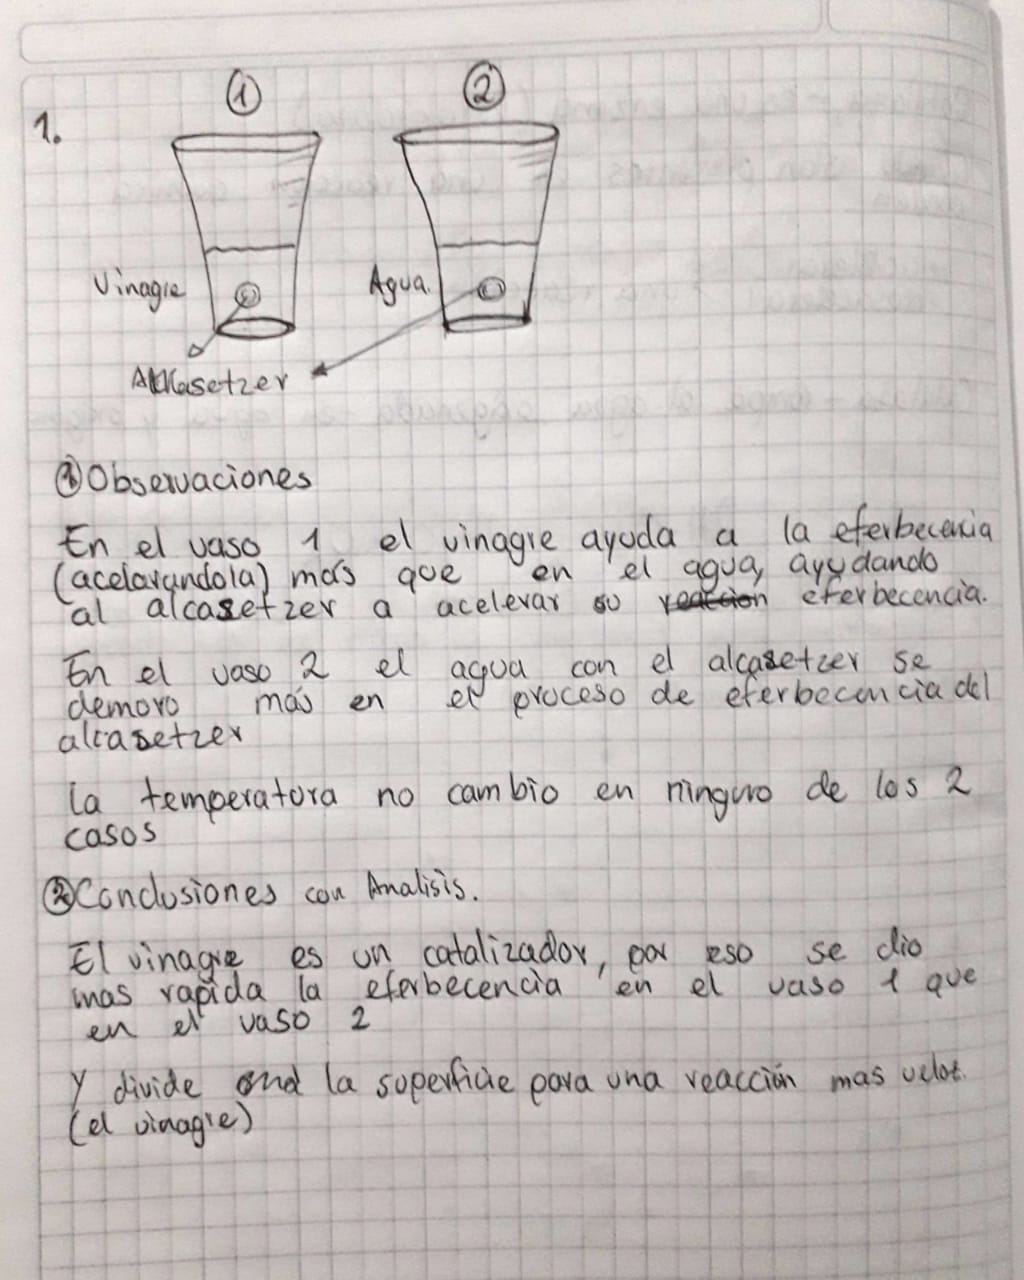 1.
① ②
Vinagre
Agua.
Alkasetzer
① Observaciones
En el vaso 1 el vinagre ayuda a la eferbecencia
(acelarandola) más que en el agua, ayudando
al alcasetzer a acelerar su reaccion eferbecencia.
En el vaso 2 el agua con el alcasetzer se
demoro más en el proceso de eferbecencia del
alcasetzer
la temperatura no cambio en ninguno de los 2
casos
② Conclusiones con Analisis.
El vinagre es un catalizador, por eso se dio
mas rapida la eferbecencia en el vaso 1 que
en el vaso 2
Y divide la superficie para una reacción mas veloz.
(el vinagre)